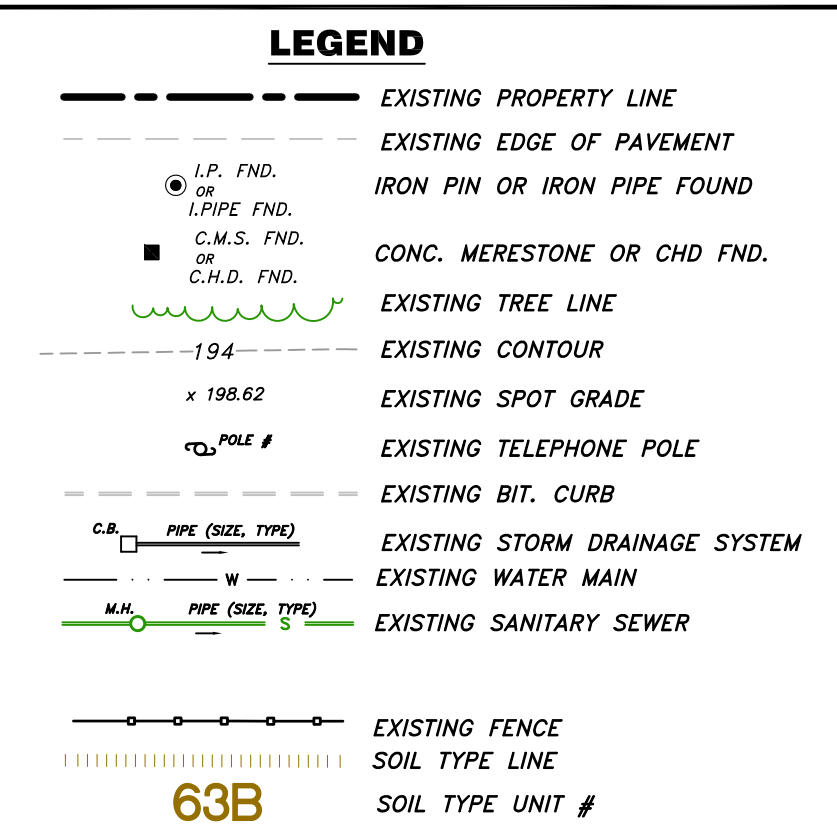 LEGEND
EXISTING PROPERTY LINE
EXISTING EDGE OF PAVEMENT
I.P. FND.
OR
I.PIPE FND.
IRON PIN OR IRON PIPE FOUND
C.M.S. FND.
OR
C.H.D. FND.
CONC. MERESTONE OR CHD FND.
EXISTING TREE LINE
194
EXISTING CONTOUR
x 198.62
EXISTING SPOT GRADE
POLE #
EXISTING TELEPHONE POLE
EXISTING BIT. CURB
C.B. PIPE (SIZE, TYPE)
EXISTING STORM DRAINAGE SYSTEM
W
EXISTING WATER MAIN
M.H. PIPE (SIZE, TYPE)
S
EXISTING SANITARY SEWER
EXISTING FENCE
SOIL TYPE LINE
63B
SOIL TYPE UNIT #